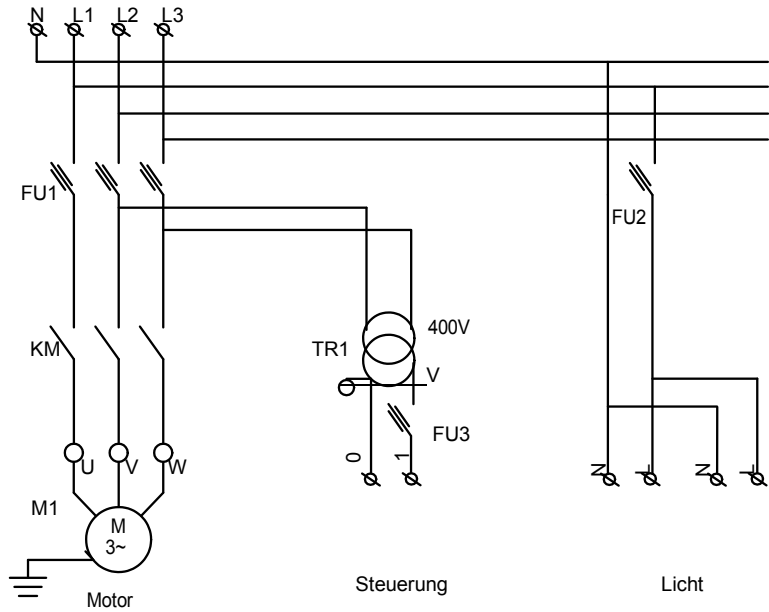 N L1 L2 L3
FU1
FU2
KM
TR1
400V
V
FU3
0 1
N L N L
U V W
M1
M
3~
Motor
Steuerung
Licht